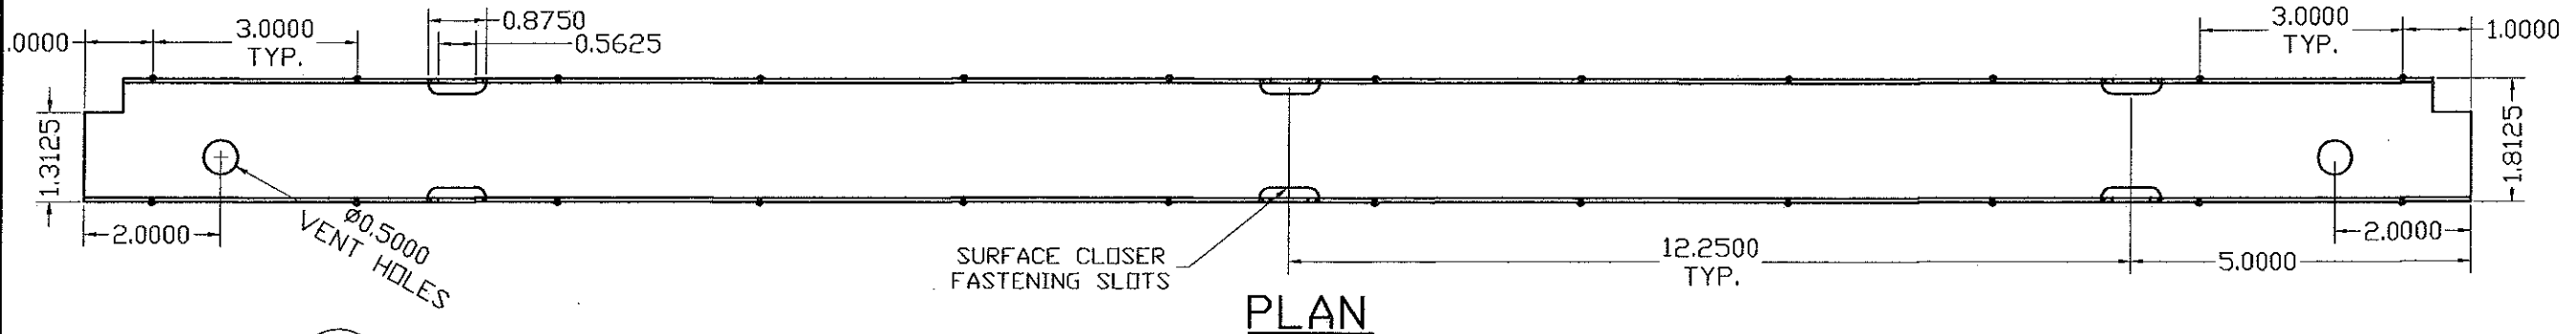 .0000
3.0000
TYP.
0.8750
0.5625
3.0000
TYP.
1.0000
1.3125
1.8125
2.0000
Ø0.5000
VENT HOLES
SURFACE CLOSER
FASTENING SLOTS
12.2500
TYP.
2.0000
5.0000
PLAN